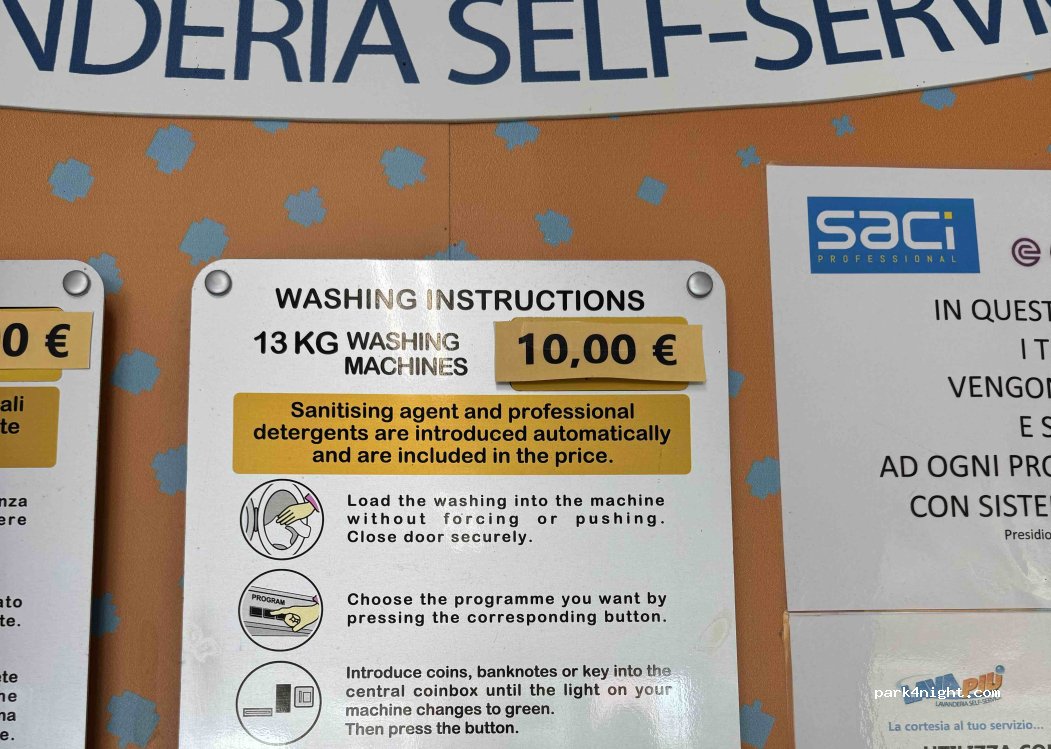 NDERIA SELF-SERVI
0 €
ali
te
nza
ere
ato
te.
WASHING INSTRUCTIONS
13 KG WASHING MACHINES 10,00 €
Sanitising agent and professional
detergents are introduced automatically
and are included in the price.
Load the washing into the machine
without forcing or pushing.
Close door securely.
PROGRAM
Choose the programme you want by
pressing the corresponding button.
Introduce coins, banknotes or key into the
central coinbox until the light on your
machine changes to green.
Then press the button.
saci
PROFESSIONAL
IN QUEST
I T
VENGO
E S
AD OGNI PRO
CON SISTE
Presidio
LAVAPIÙ
LAVANDERIA SELF-SERVICE
park4night.com
La cortesia al tuo servizio...
UTILIZZA CO